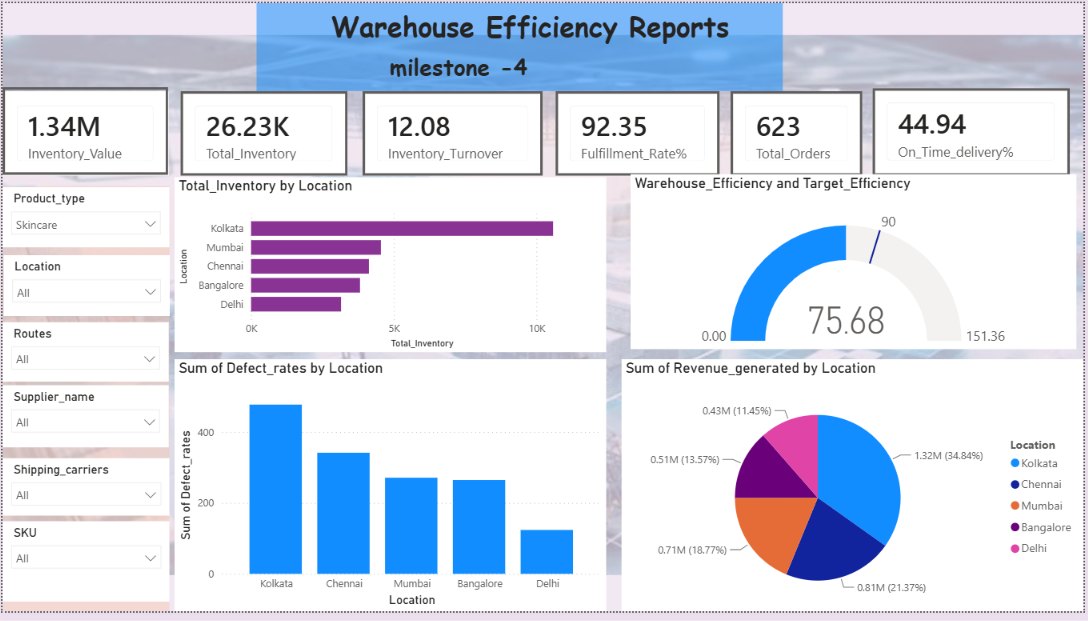 Warehouse Efficiency Reports
milestone -4
1.34M
Inventory_Value
26.23K
Total_Inventory
12.08
Inventory_Turnover
92.35
Fulfillment_Rate%
623
Total_Orders
44.94
On_Time_delivery%
Product_type
Skincare
Location
All
Routes
All
Supplier_name
All
Shipping_carriers
All
SKU
All
Total_Inventory by Location
Location
Kolkata
Mumbai
Chennai
Bangalore
Delhi
0K
5K
10K
Total_Inventory
Warehouse_Efficiency and Target_Efficiency
90
75.68
0.00
151.36
Sum of Defect_rates by Location
Sum of Defect_rates
400
200
0
Kolkata
Chennai
Mumbai
Bangalore
Delhi
Location
Sum of Revenue_generated by Location
0.43M (11.45%)
0.51M (13.57%)
0.71M (18.77%)
1.32M (34.84%)
0.81M (21.37%)
Location
Kolkata
Chennai
Mumbai
Bangalore
Delhi